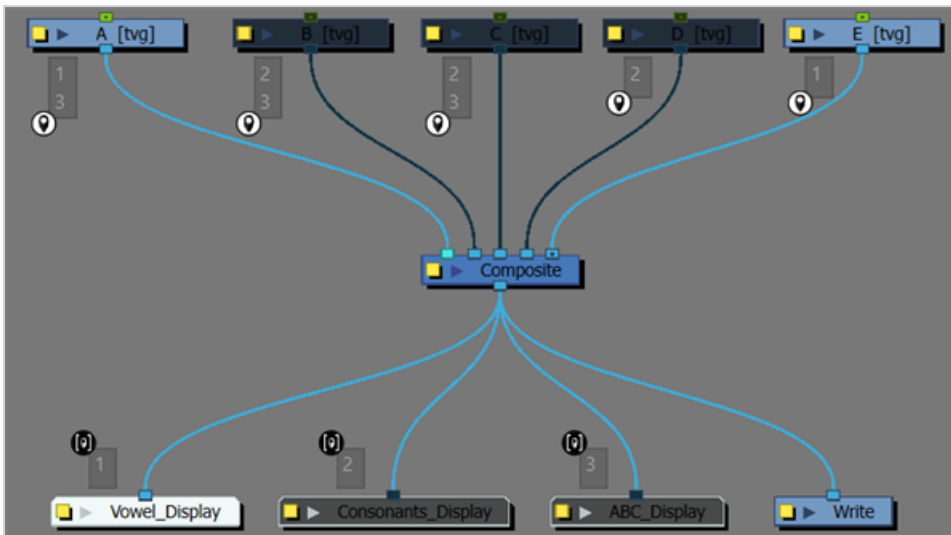 A [tvg]
B [tvg]
C [tvg]
D [tvg]
E [tvg]
1
3
2
3
2
3
2
1
Composite
1
2
3
Vowel_Display
Consonants_Display
ABC_Display
Write